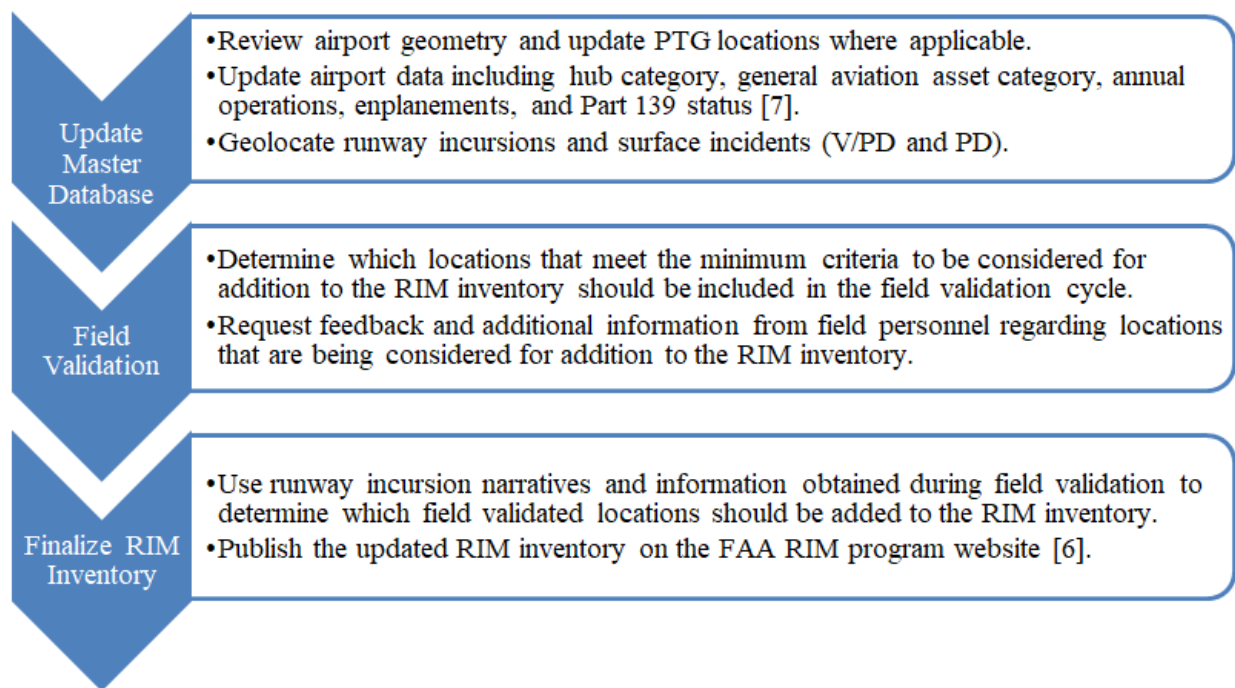 Update
Master
Database
•Review airport geometry and update PTG locations where applicable.
•Update airport data including hub category, general aviation asset category, annual
operations, enplanements, and Part 139 status [7].
•Geolocate runway incursions and surface incidents (V/PD and PD).
Field
Validation
•Determine which locations that meet the minimum criteria to be considered for
addition to the RIM inventory should be included in the field validation cycle.
•Request feedback and additional information from field personnel regarding locations
that are being considered for addition to the RIM inventory.
Finalize RIM
Inventory
•Use runway incursion narratives and information obtained during field validation to
determine which field validated locations should be added to the RIM inventory.
•Publish the updated RIM inventory on the FAA RIM program website [6].